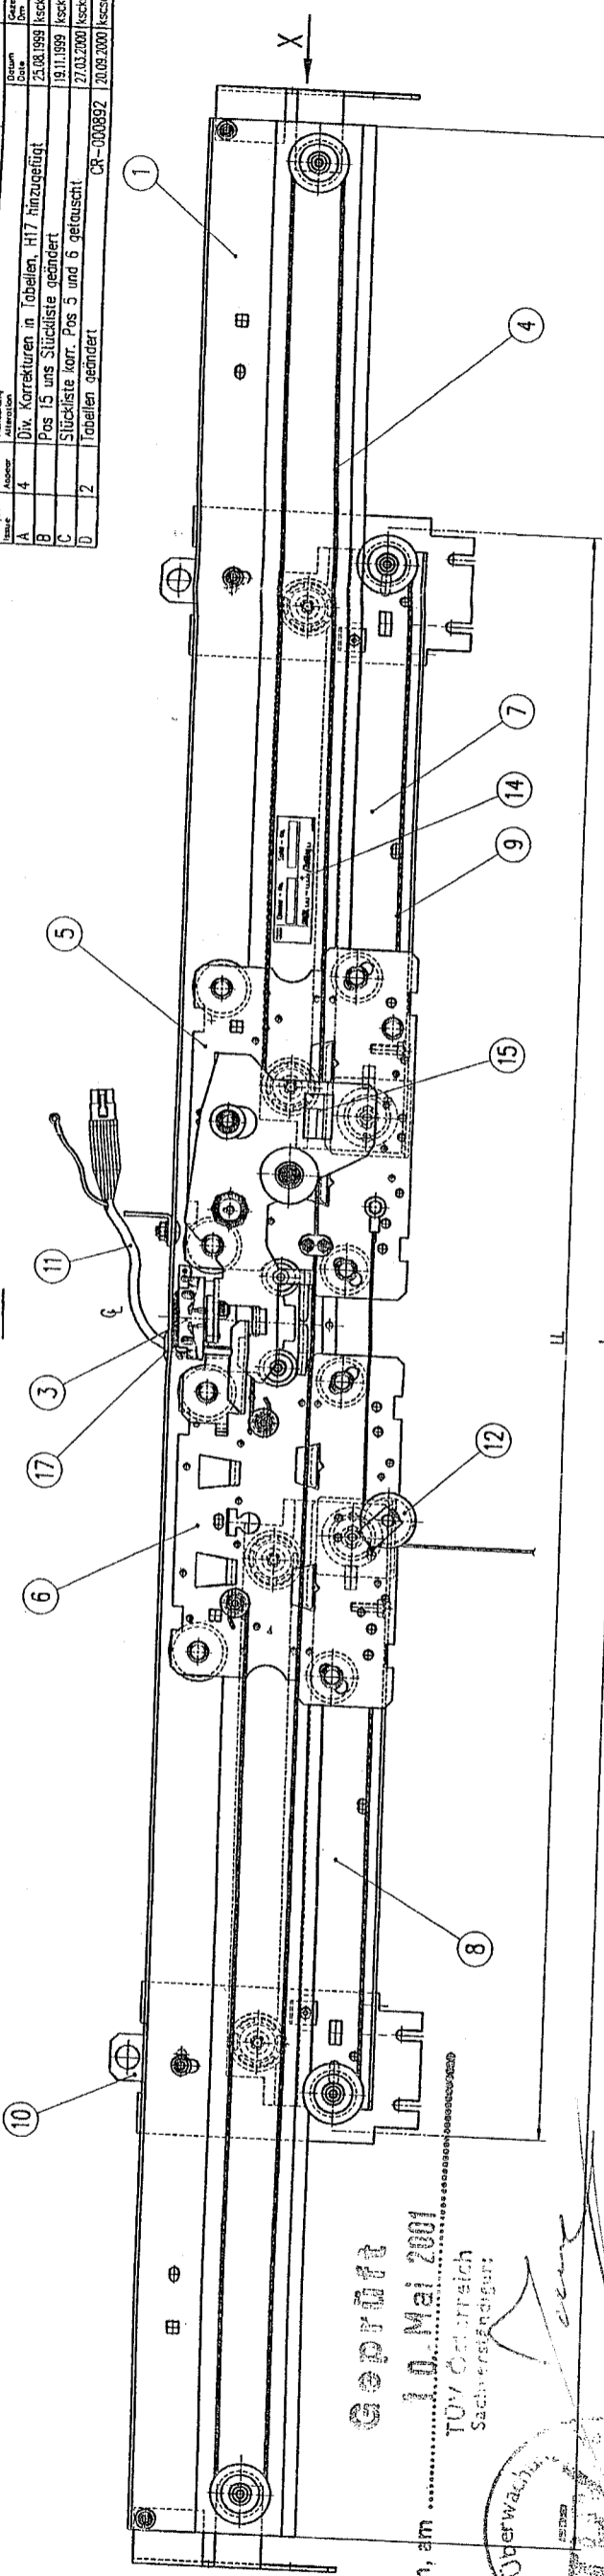 Issue Appear Alteration Datum Date
A 4 Div. Korrekturen in Tabellen, H17 hinzugefügt 25.08.1999
B Pos 15 uns Stückliste geändert 19.11.1999
C Stückliste korr. Pos 5 und 6 getauscht 27.03.2000
D 12 Tabellen geändert CR-000892 20.09.2000
X
1
4
7
14
9
5
15
11
℄
3
17
12
6
8
10
Geprüft
am
10. Mai 2001
TÜV Österreich
Sachverständiger: